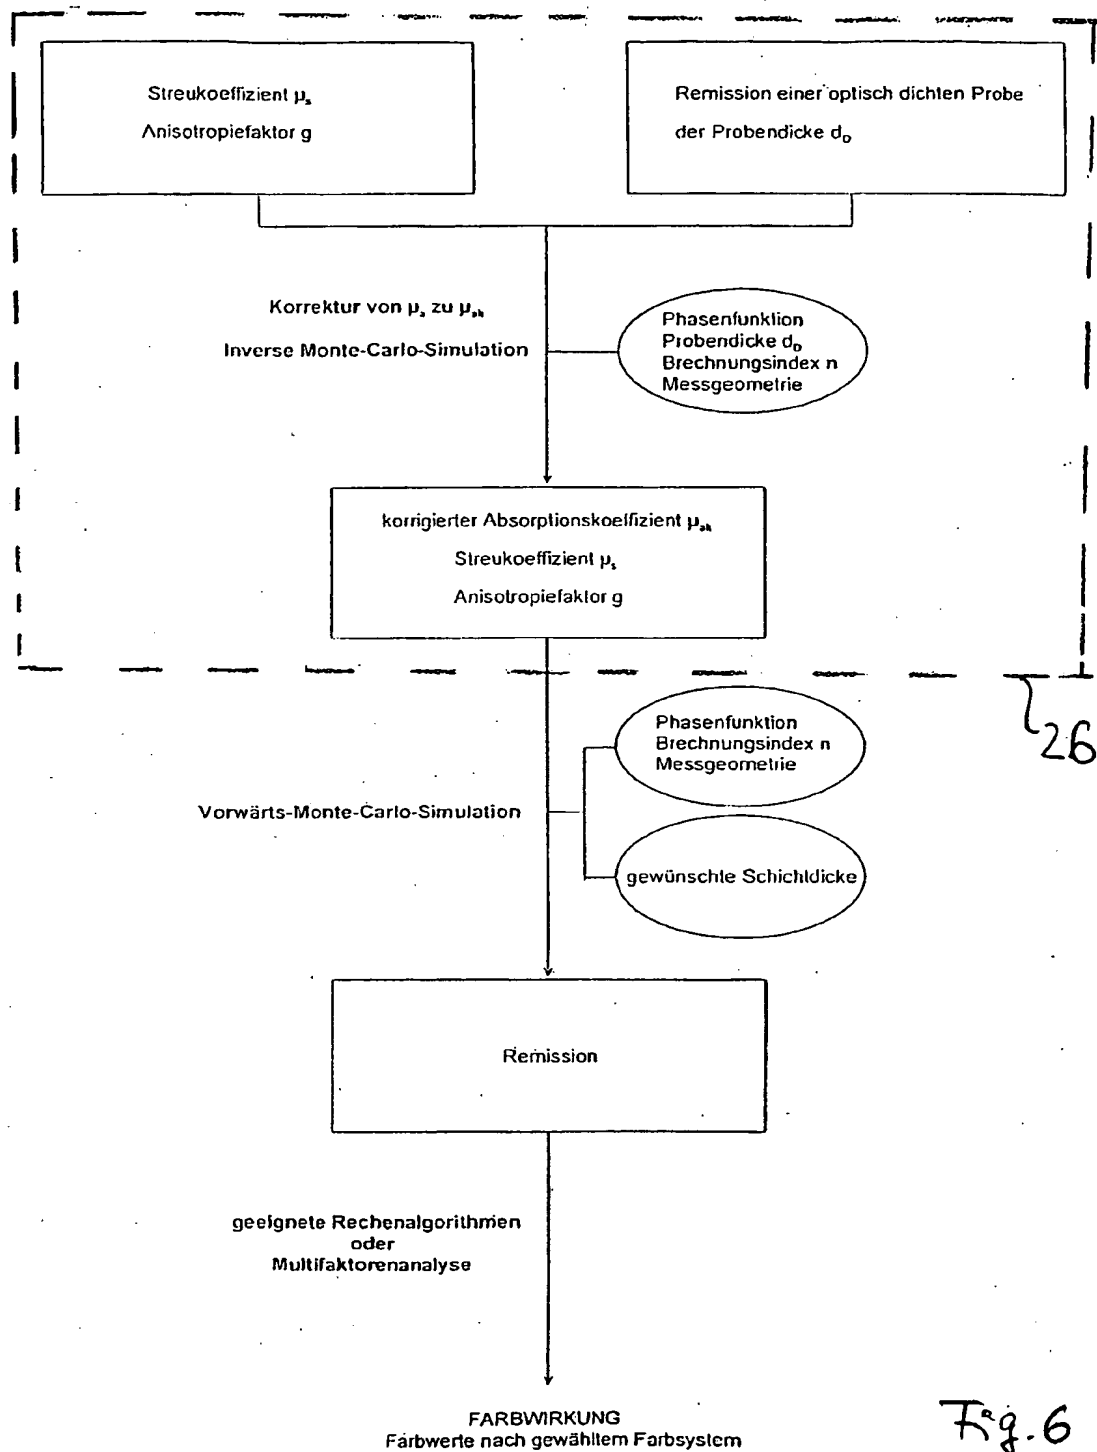 Streukoeffizient μs
Anisotropiefaktor g
Remission einer optisch dichten Probe
der Probendicke dD
Korrektur von μa zu μak
Inverse Monte-Carlo-Simulation
Phasenfunktion
Probendicke dD
Brechnungsindex n
Messgeometrie
korrigierter Absorptionskoeffizient μak
Streukoeffizient μs
Anisotropiefaktor g
26
Phasenfunktion
Brechnungsindex n
Messgeometrie
Vorwärts-Monte-Carlo-Simulation
gewünschte Schichtdicke
Remission
geeignete Rechenalgorithmen
oder
Multifaktorenanalyse
FARBWIRKUNG
Farbwerte nach gewähltem Farbsystem
Fig. 6